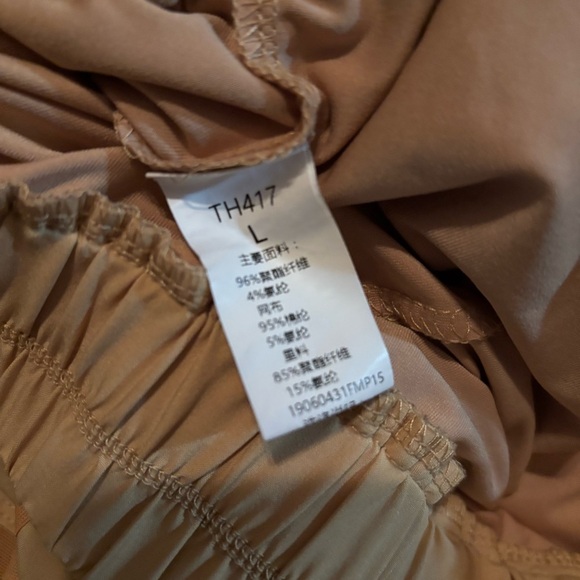 TH417
L
主要面料：
96%聚酯纤维
4%氨纶
网布
95%棉纶
5%氨纶
里料
85%聚酯纤维
15%氨纶
19060431FMP15